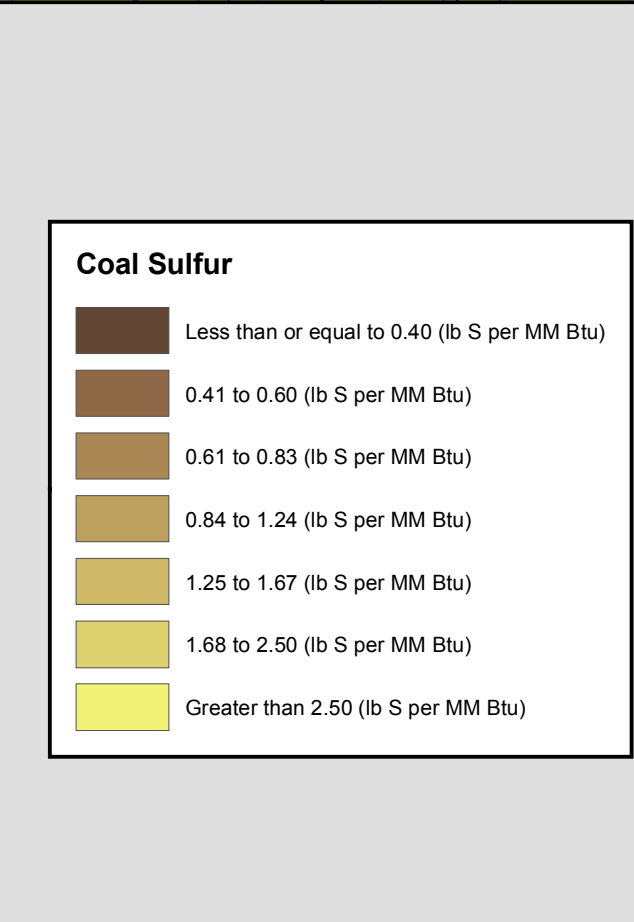 Coal Sulfur
Less than or equal to 0.40 (lb S per MM Btu)
0.41 to 0.60 (lb S per MM Btu)
0.61 to 0.83 (lb S per MM Btu)
0.84 to 1.24 (lb S per MM Btu)
1.25 to 1.67 (lb S per MM Btu)
1.68 to 2.50 (lb S per MM Btu)
Greater than 2.50 (lb S per MM Btu)